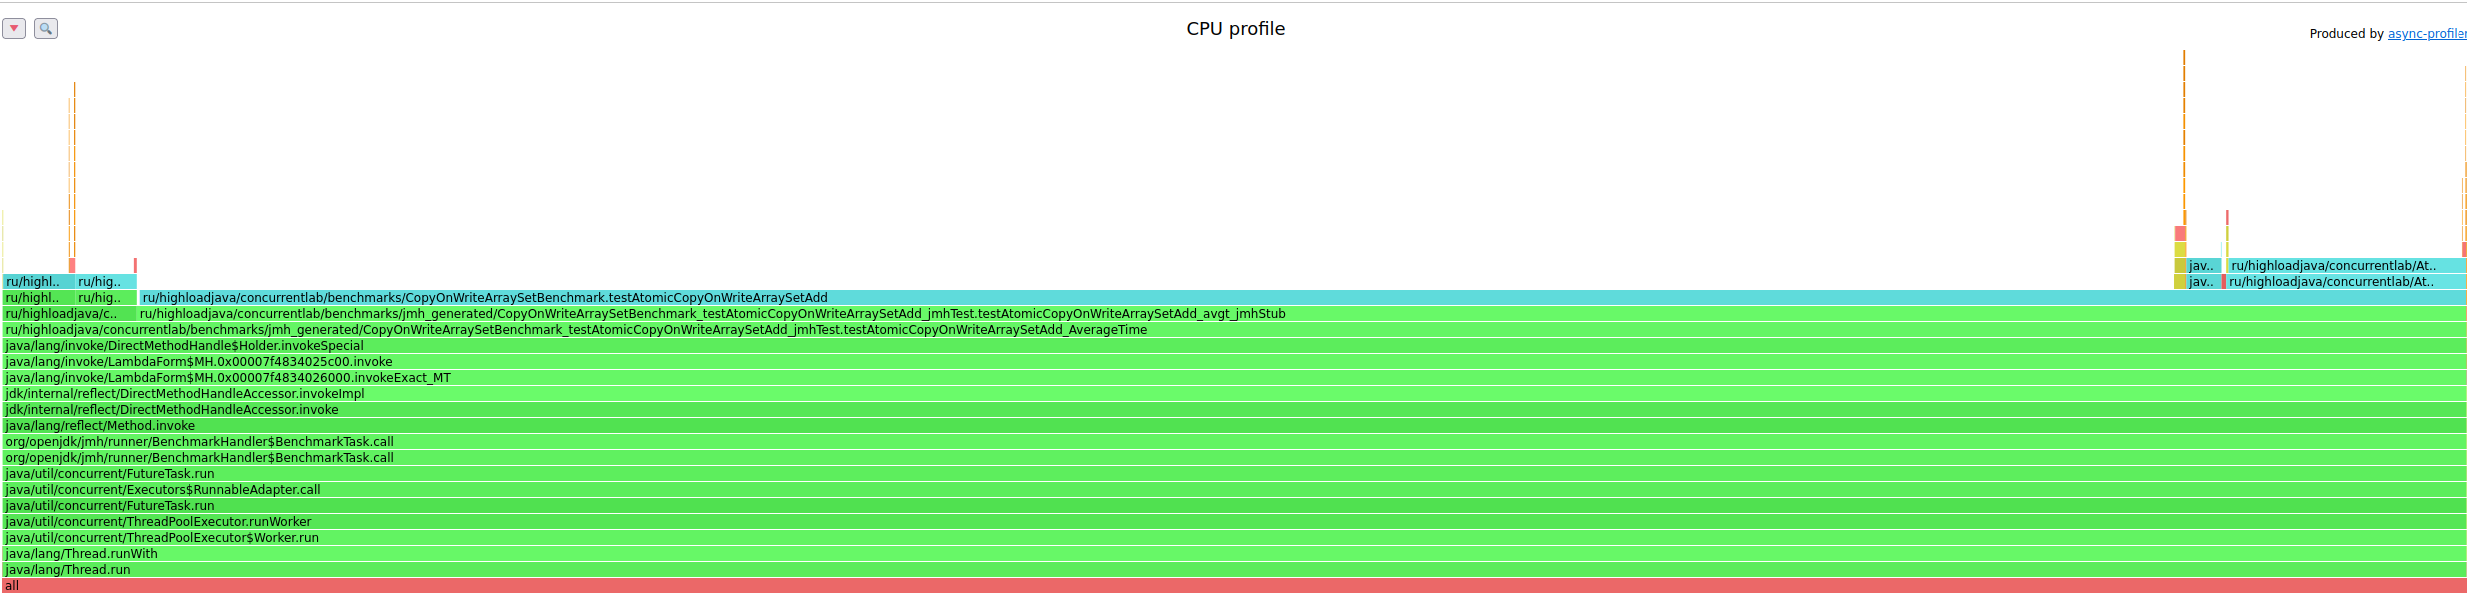 CPU profile
Produced by async-profiler
jav.. ru/highloadjava/concurrentlab/At..
ru/highl.. ru/hig.. jav.. ru/highloadjava/concurrentlab/At..
ru/highl.. ru/hig.. ru/highloadjava/concurrentlab/benchmarks/CopyOnWriteArraySetBenchmark.testAtomicCopyOnWriteArraySetAdd
ru/highloadjava/c.. ru/highloadjava/concurrentlab/benchmarks/jmh_generated/CopyOnWriteArraySetBenchmark_testAtomicCopyOnWriteArraySetAdd_jmhTest.testAtomicCopyOnWriteArraySetAdd_avgt_jmhStub
ru/highloadjava/concurrentlab/benchmarks/jmh_generated/CopyOnWriteArraySetBenchmark_testAtomicCopyOnWriteArraySetAdd_jmhTest.testAtomicCopyOnWriteArraySetAdd_AverageTime
java/lang/invoke/DirectMethodHandle$Holder.invokeSpecial
java/lang/invoke/LambdaForm$MH.0x00007f4834025c00.invoke
java/lang/invoke/LambdaForm$MH.0x00007f4834026000.invokeExact_MT
jdk/internal/reflect/DirectMethodHandleAccessor.invokeImpl
jdk/internal/reflect/DirectMethodHandleAccessor.invoke
java/lang/reflect/Method.invoke
org/openjdk/jmh/runner/BenchmarkHandler$BenchmarkTask.call
org/openjdk/jmh/runner/BenchmarkHandler$BenchmarkTask.call
java/util/concurrent/FutureTask.run
java/util/concurrent/Executors$RunnableAdapter.call
java/util/concurrent/FutureTask.run
java/util/concurrent/ThreadPoolExecutor.runWorker
java/util/concurrent/ThreadPoolExecutor$Worker.run
java/lang/Thread.runWith
java/lang/Thread.run
all